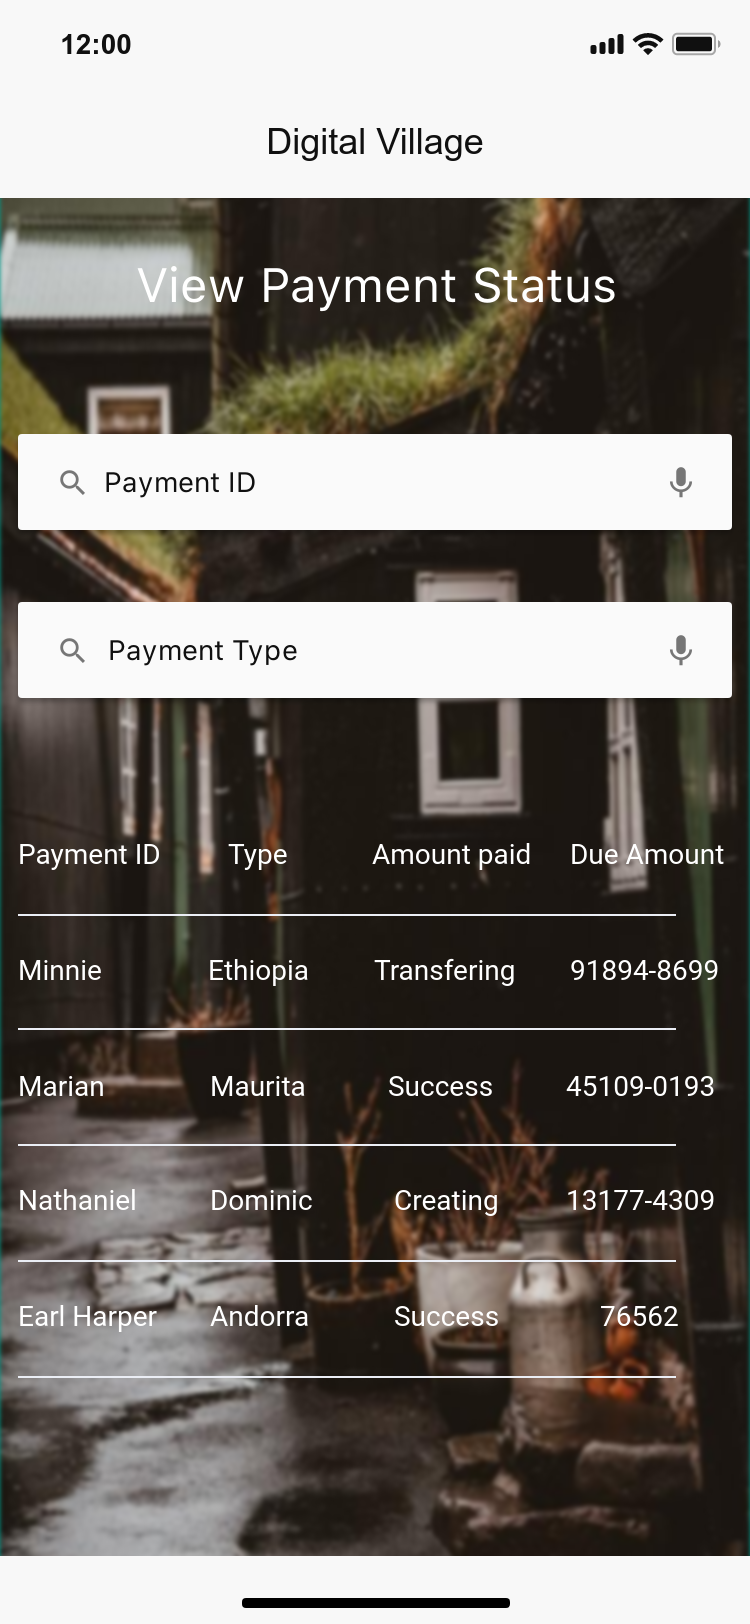 12:00
Digital Village
View Payment Status
Payment ID
Payment Type
Payment ID Type Amount paid Due Amount
Minnie Ethiopia Transfering 91894-8699
Marian Maurita Success 45109-0193
Nathaniel Dominic Creating 13177-4309
Earl Harper Andorra Success 76562